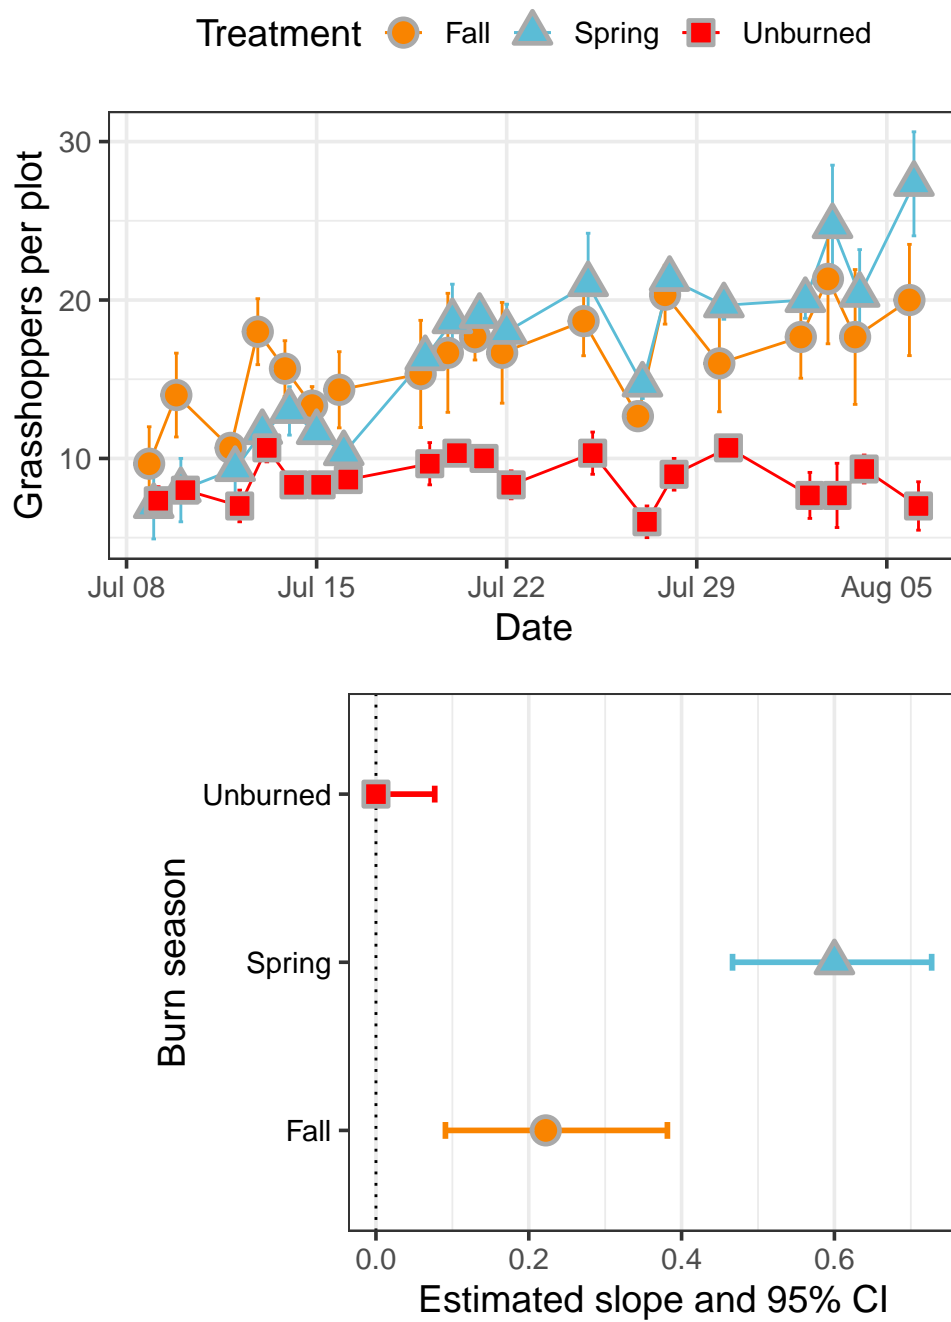 Treatment Fall Spring Unburned
Grasshoppers per plot
30
20
10
Jul 08 Jul 15 Jul 22 Jul 29 Aug 05
Date
Burn season
Unburned
Spring
Fall
0.0 0.2 0.4 0.6
Estimated slope and 95% CI